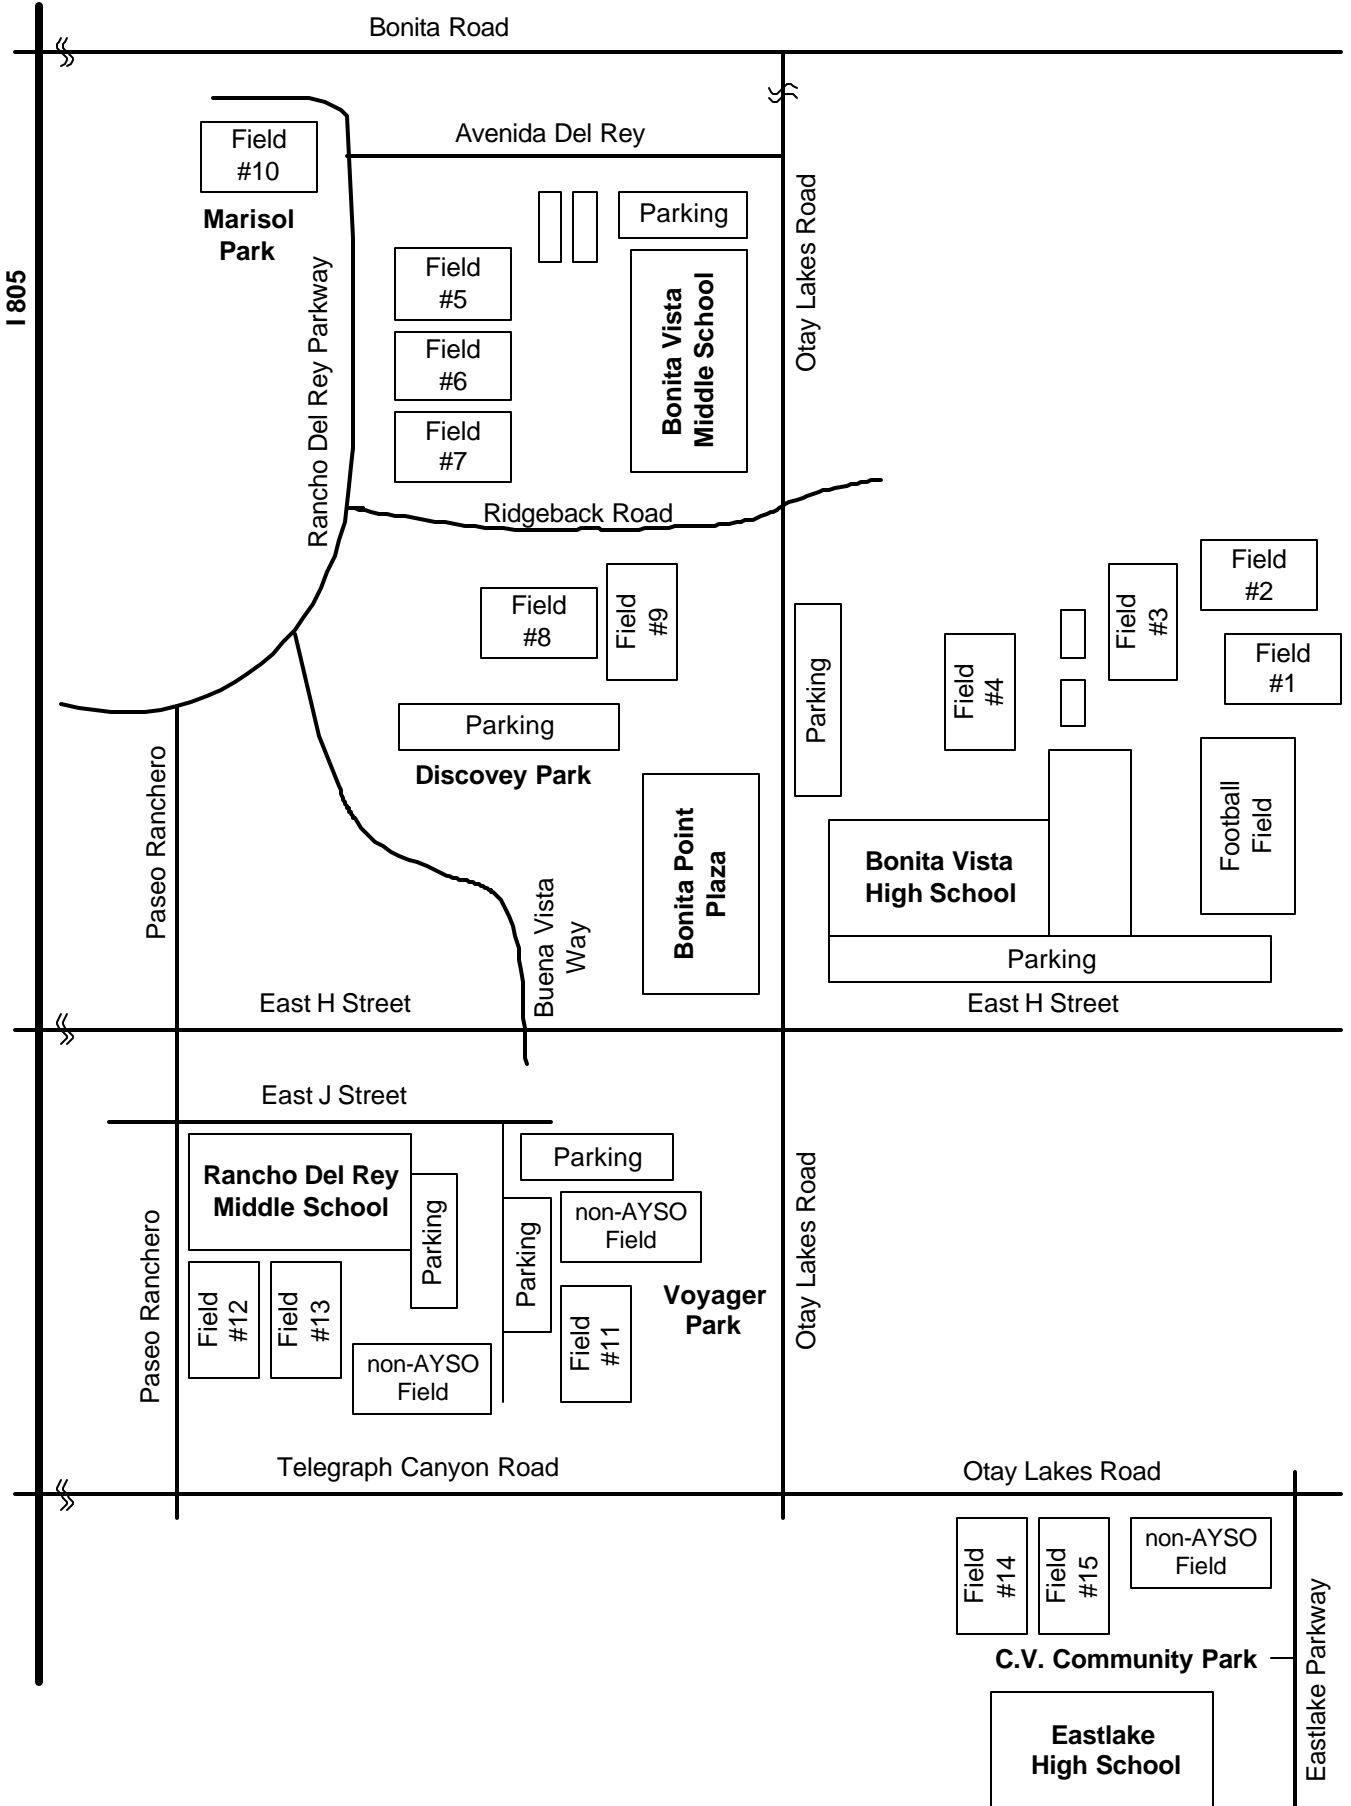 Bonita Road
Avenida Del Rey
Field
#10
Marisol
Park
I 805
Rancho Del Rey Parkway
Parking
Otay Lakes Road
Field
#5
Field
#6
Field
#7
Bonita Vista
Middle School
Ridgeback Road
Field
#8
Field
#9
Parking
Discovey Park
Parking
Field
#4
Field
#3
Field
#2
Field
#1
Football
Field
Paseo Ranchero
Buena Vista
Way
Bonita Point
Plaza
Bonita Vista
High School
Parking
East H Street
East H Street
East J Street
Rancho Del Rey
Middle School
Parking
Parking
Parking
non-AYSO
Field
Voyager
Park
Otay Lakes Road
Paseo Ranchero
Field
#12
Field
#13
non-AYSO
Field
Field
#11
Telegraph Canyon Road
Otay Lakes Road
Field
#14
Field
#15
non-AYSO
Field
C.V. Community Park
Eastlake Parkway
Eastlake
High School